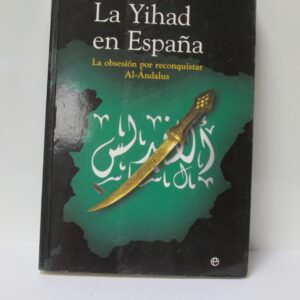 La Yihad
en España
La obsesión por reconquistar
Al-Ándalus
الأندلس